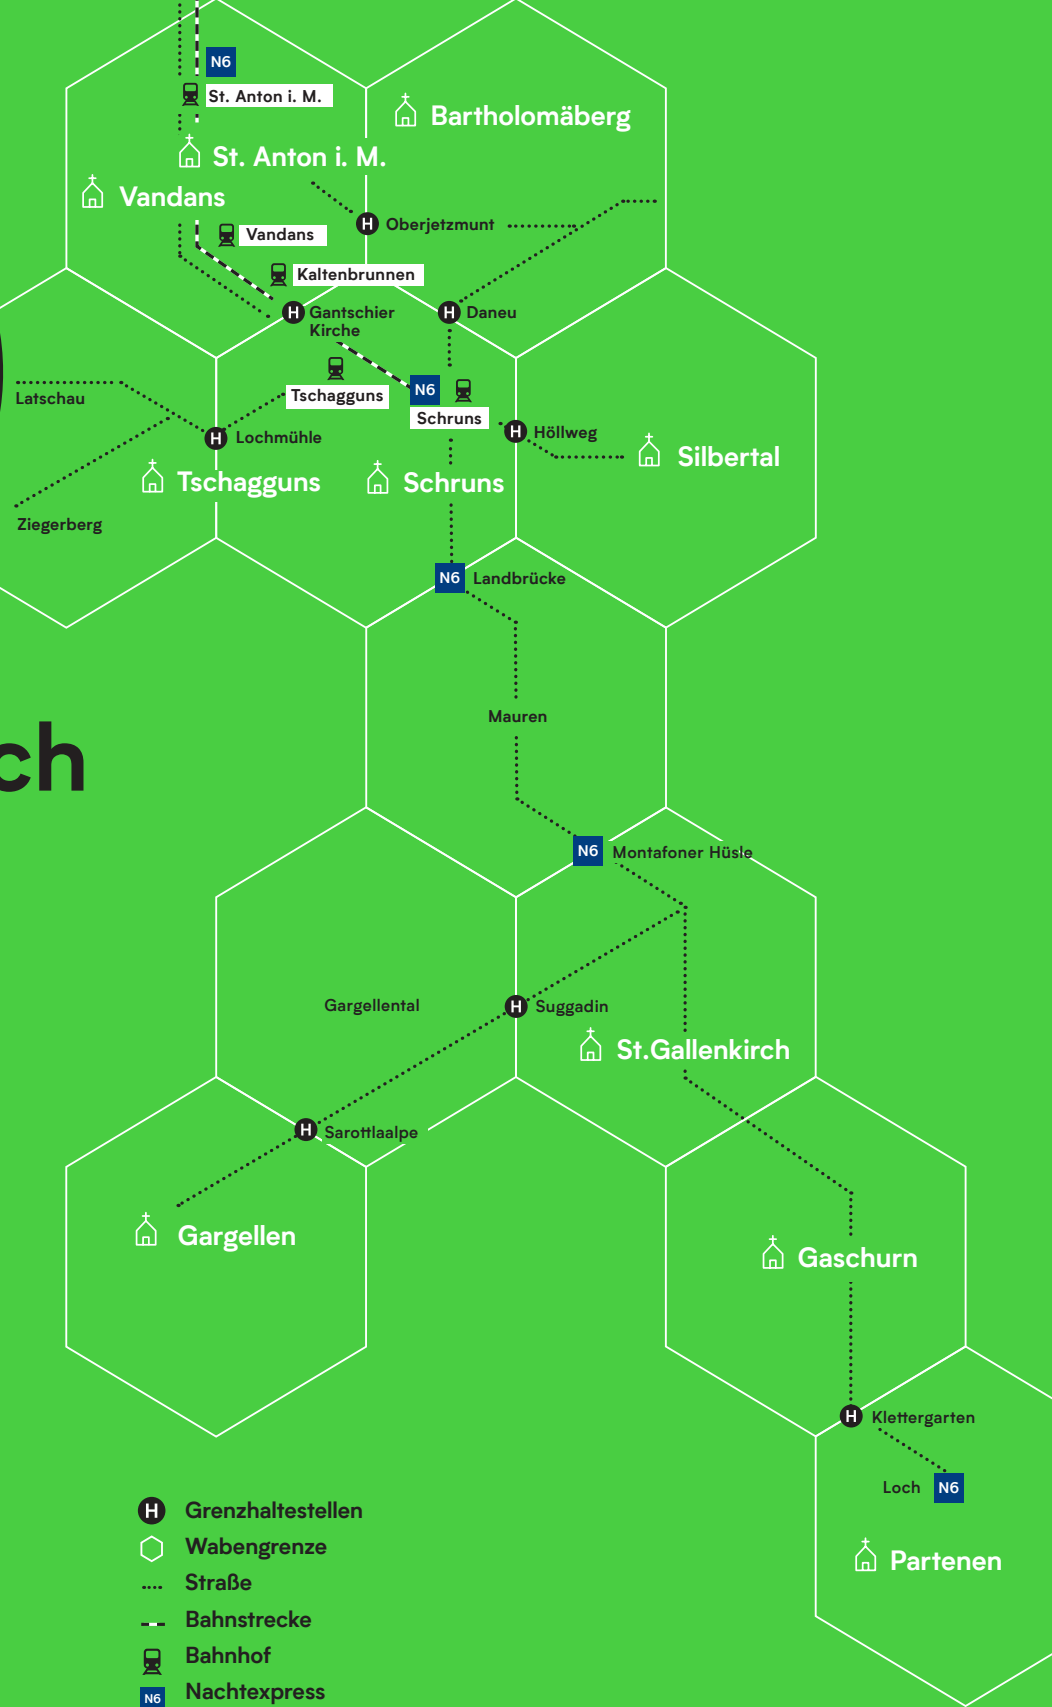 N6
St. Anton i. M.
Bartholomäberg
St. Anton i. M.
Vandans
H Oberjetzmunt
Vandans
Kaltenbrunnen
H Gantschier
Kirche
H Daneu
Latschau
Tschagguns
N6
Schruns
H Lochmühle
H Höllweg
Silbertal
Tschagguns
Schruns
Ziegerberg
N6 Landbrücke
Mauren
ch
N6 Montafoner Hüsle
Gargellental
H Suggadin
St.Gallenkirch
H Sarottlaalpe
Gargellen
Gaschurn
H Klettergarten
Loch N6
Partenen
H Grenzhaltestellen
Wabengrenze
Straße
Bahnstrecke
Bahnhof
N6 Nachtexpress